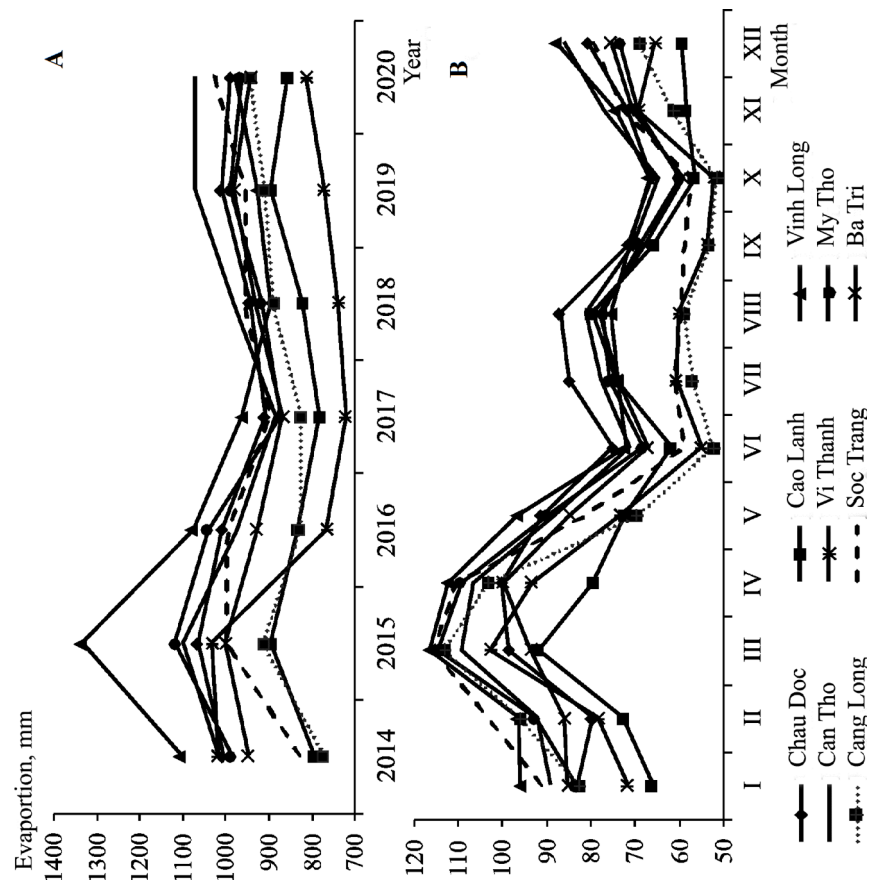 A
Evaportion, mm
1400
1300
1200
1100
1000
900
800
700
2014
2015
2016
2017
2018
2019
2020
Year
B
120
110
100
90
80
70
60
50
I
II
III
IV
V
VI
VII
VIII
IX
X
XI
XII
Month
Chau Doc
Cao Lanh
Vinh Long
Can Tho
Vi Thanh
My Tho
Cang Long
Soc Trang
Ba Tri